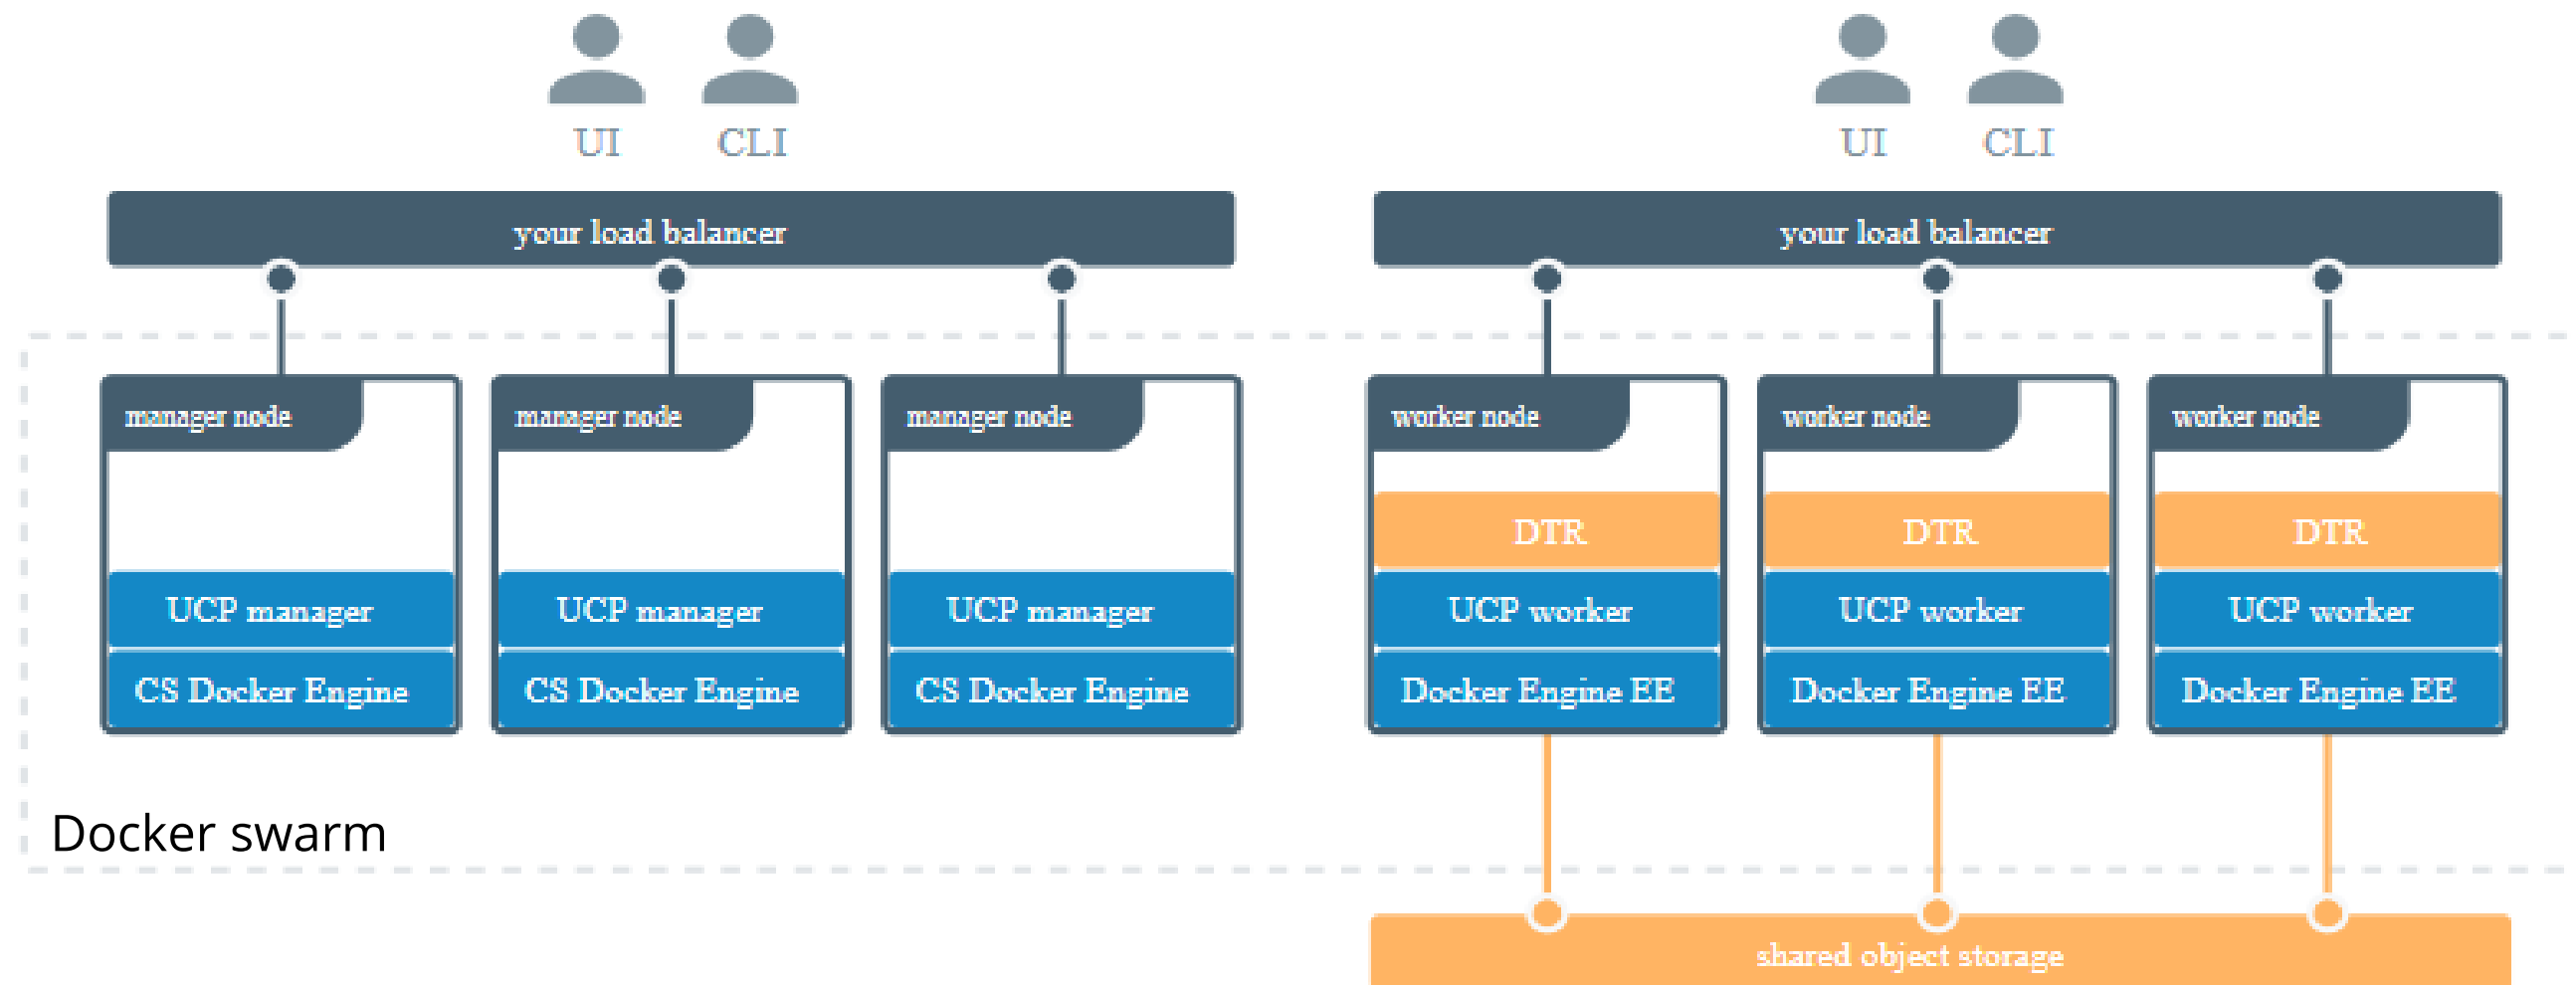 UI CLI UI CLI
your load balancer your load balancer
manager node manager node manager node worker node worker node worker node
DTR DTR DTR
UCP manager UCP manager UCP manager UCP worker UCP worker UCP worker
CS Docker Engine CS Docker Engine CS Docker Engine Docker Engine EE Docker Engine EE Docker Engine EE
Docker swarm
shared object storage